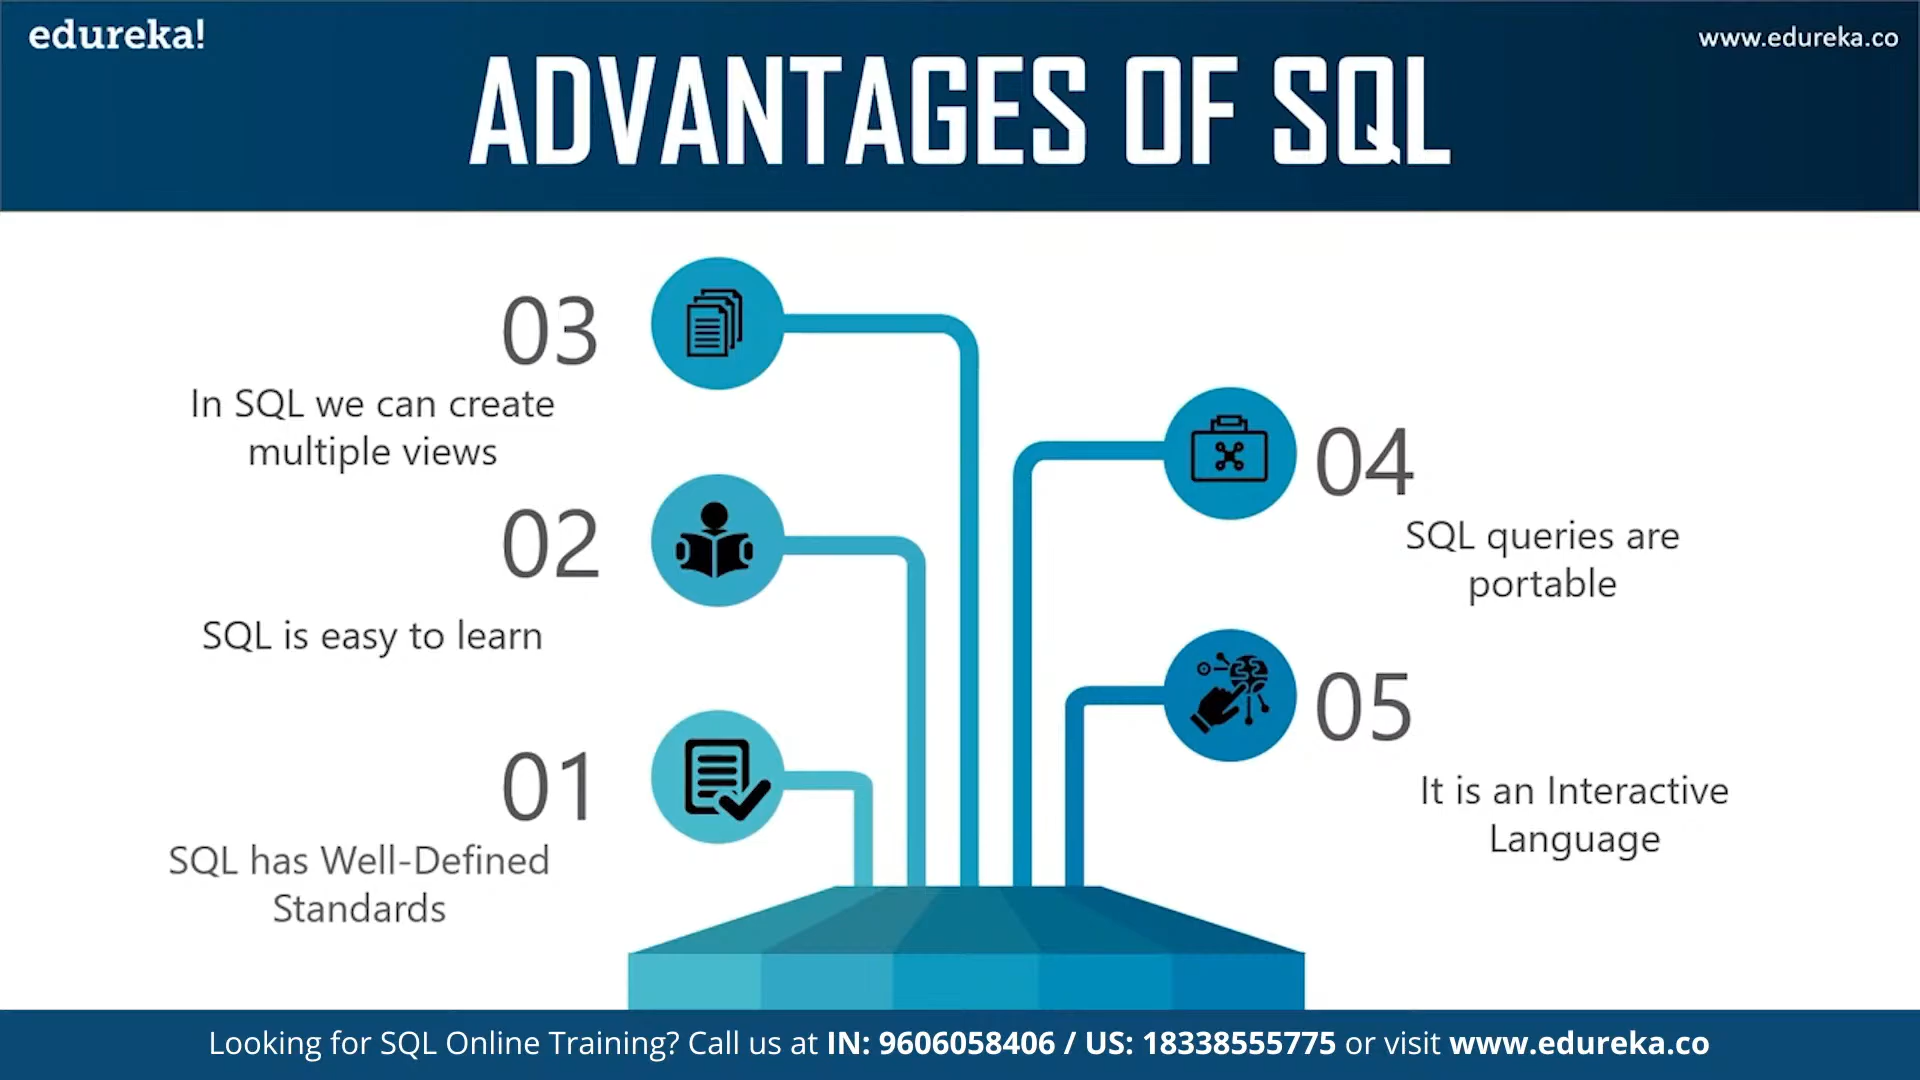 edureka!
www.edureka.co
ADVANTAGES OF SQL
03
In SQL we can create
multiple views
02
SQL is easy to learn
01
SQL has Well-Defined
Standards
04
SQL queries are
portable
05
It is an Interactive
Language
Looking for SQL Online Training? Call us at IN: 9606058406 / US: 18338555775 or visit www.edureka.co